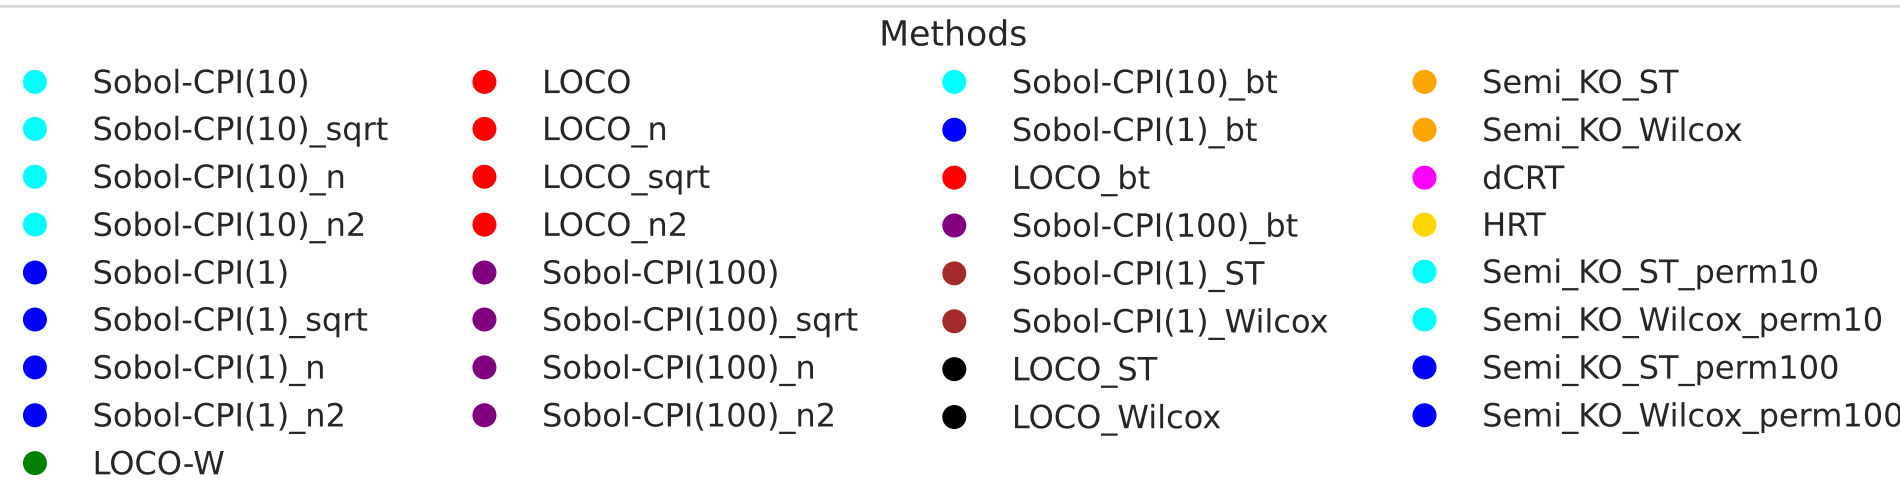 Methods
Sobol-CPI(10)
Sobol-CPI(10)_sqrt
Sobol-CPI(10)_n
Sobol-CPI(10)_n2
Sobol-CPI(1)
Sobol-CPI(1)_sqrt
Sobol-CPI(1)_n
Sobol-CPI(1)_n2
LOCO-W
LOCO
LOCO_n
LOCO_sqrt
LOCO_n2
Sobol-CPI(100)
Sobol-CPI(100)_sqrt
Sobol-CPI(100)_n
Sobol-CPI(100)_n2
Sobol-CPI(10)_bt
Sobol-CPI(1)_bt
LOCO_bt
Sobol-CPI(100)_bt
Sobol-CPI(1)_ST
Sobol-CPI(1)_Wilcox
LOCO_ST
LOCO_Wilcox
Semi_KO_ST
Semi_KO_Wilcox
dCRT
HRT
Semi_KO_ST_perm10
Semi_KO_Wilcox_perm10
Semi_KO_ST_perm100
Semi_KO_Wilcox_perm100